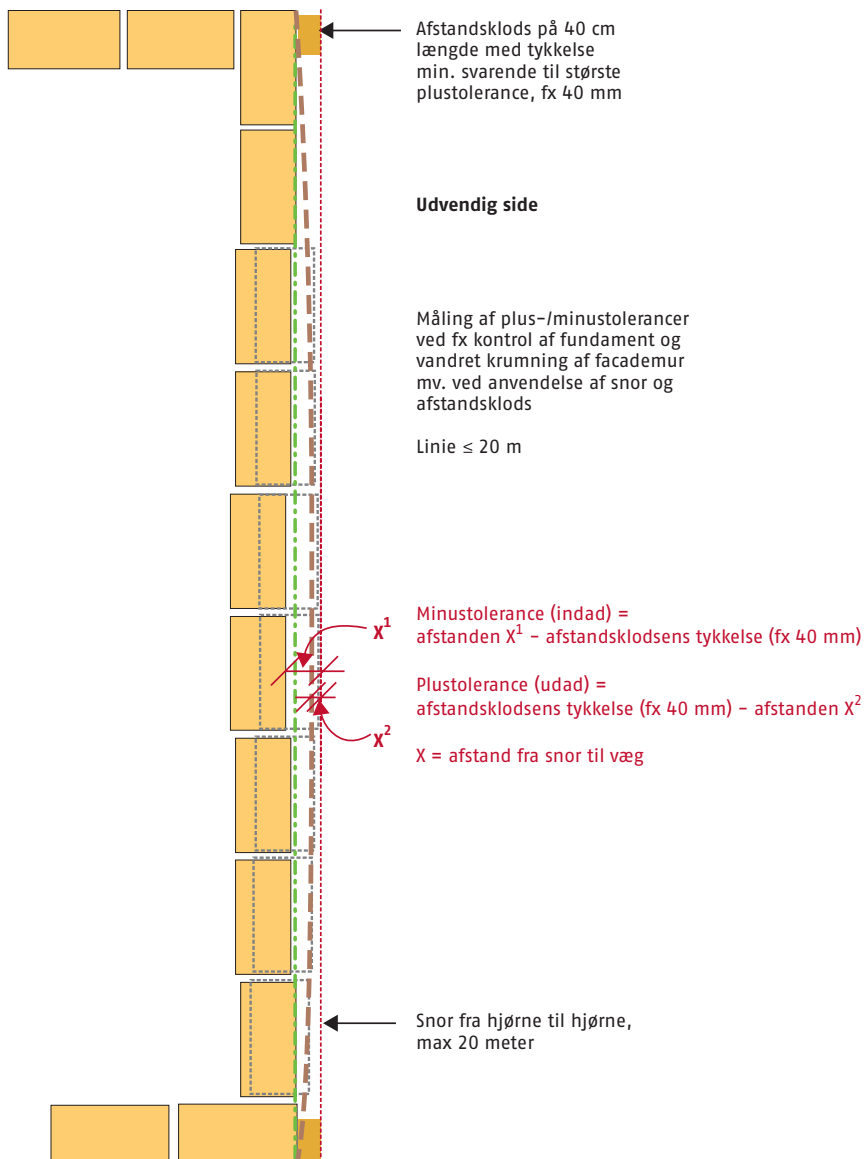 Afstandsklods på 40 cm
længde med tykkelse
min. svarende til største
plustolerance, fx 40 mm
Udvendig side
Måling af plus-/minustolerancer
ved fx kontrol af fundament og
vandret krumning af facademur
mv. ved anvendelse af snor og
afstandsklods
Linie ≤ 20 m
X¹
Minustolerance (indad) =
afstanden X¹ - afstandsklodsens tykkelse (fx 40 mm)
Plustolerance (udad) =
afstandsklodsens tykkelse (fx 40 mm) - afstanden X²
X²
X = afstand fra snor til væg
Snor fra hjørne til hjørne,
max 20 meter